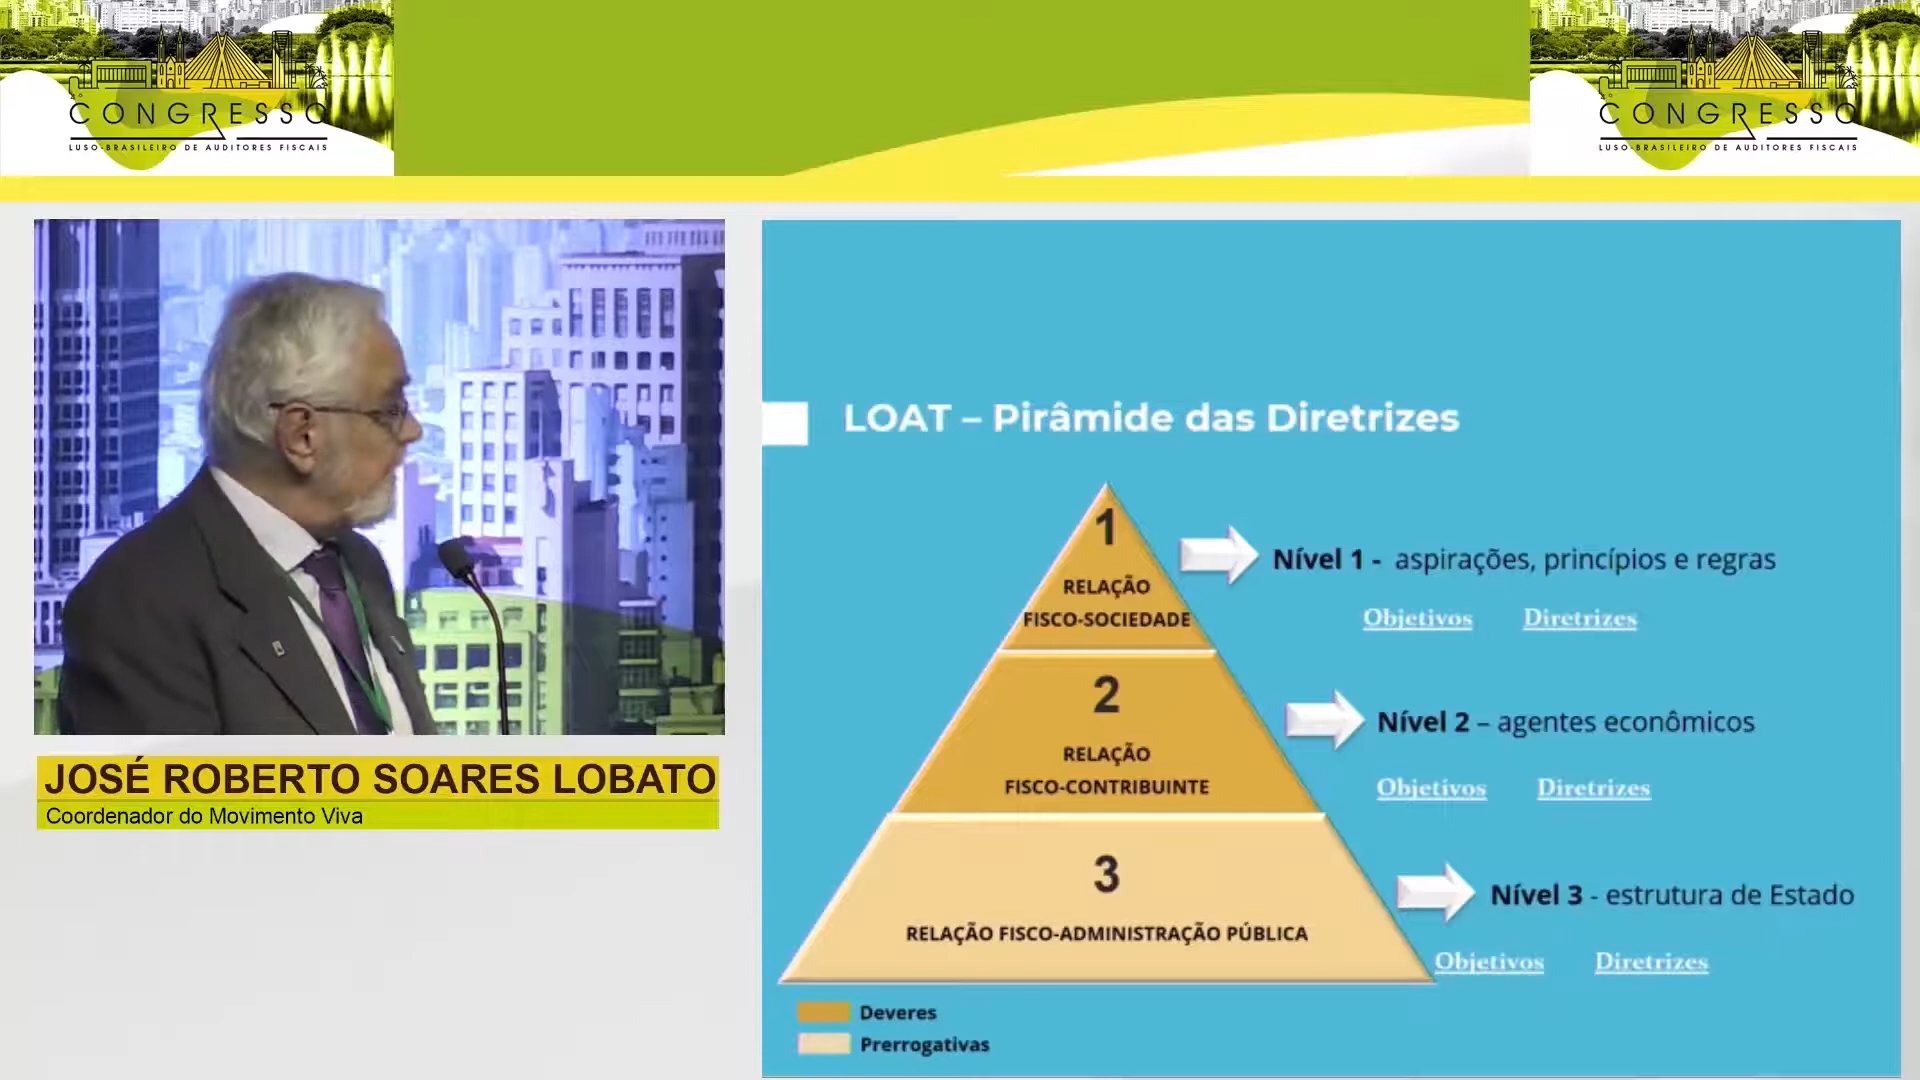 CONGRESSO
LUSO-BRASILEIRO DE AUDITORES FISCAIS
CONGRESSO
LUSO-BRASILEIRO DE AUDITORES FISCAIS
JOSÉ ROBERTO SOARES LOBATO
Coordenador do Movimento Viva
LOAT – Pirâmide das Diretrizes
1
RELAÇÃO
FISCO-SOCIEDADE
Nível 1 - aspirações, princípios e regras
Objetivos Diretrizes
2
RELAÇÃO
FISCO-CONTRIBUINTE
Nível 2 – agentes econômicos
Objetivos Diretrizes
3
RELAÇÃO FISCO-ADMINISTRAÇÃO PÚBLICA
Nível 3 - estrutura de Estado
Objetivos Diretrizes
Deveres
Prerrogativas